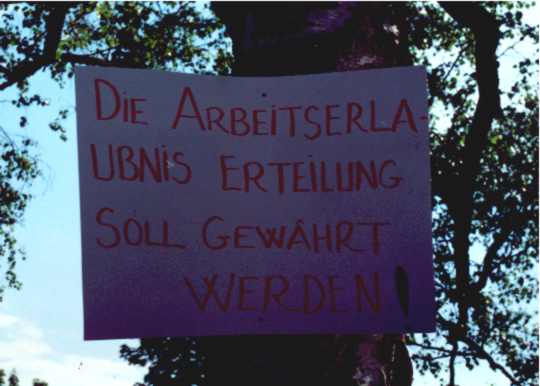 DIE ARBEITSERLA-
UBNIS ERTEILUNG
SOLL GEWÄHRT
WERDEN!